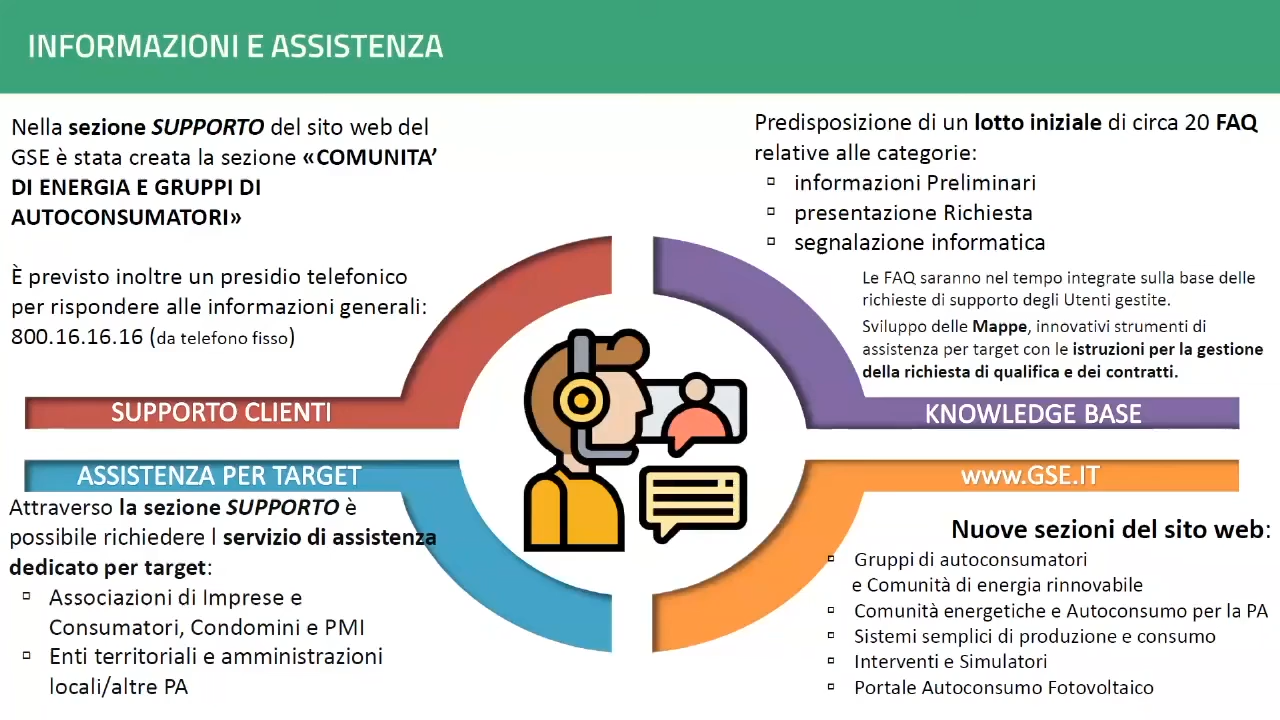 INFORMAZIONI E ASSISTENZA
Nella sezione SUPPORTO del sito web del
GSE è stata creata la sezione «COMUNITA’
DI ENERGIA E GRUPPI DI
AUTOCONSUMATORI»
È previsto inoltre un presidio telefonico
per rispondere alle informazioni generali:
800.16.16.16 (da telefono fisso)
SUPPORTO CLIENTI
Predisposizione di un lotto iniziale di circa 20 FAQ
relative alle categorie:
informazioni Preliminari
presentazione Richiesta
segnalazione informatica
Le FAQ saranno nel tempo integrate sulla base delle
richieste di supporto degli Utenti gestite.
Sviluppo delle Mappe, innovativi strumenti di
assistenza per target con le istruzioni per la gestione
della richiesta di qualifica e dei contratti.
KNOWLEDGE BASE
ASSISTENZA PER TARGET
Attraverso la sezione SUPPORTO è
possibile richiedere l servizio di assistenza
dedicato per target:
Associazioni di Imprese e
Consumatori, Condomini e PMI
Enti territoriali e amministrazioni
locali/altre PA
www.GSE.IT
Nuove sezioni del sito web:
Gruppi di autoconsumatori
e Comunità di energia rinnovabile
Comunità energetiche e Autoconsumo per la PA
Sistemi semplici di produzione e consumo
Interventi e Simulatori
Portale Autoconsumo Fotovoltaico